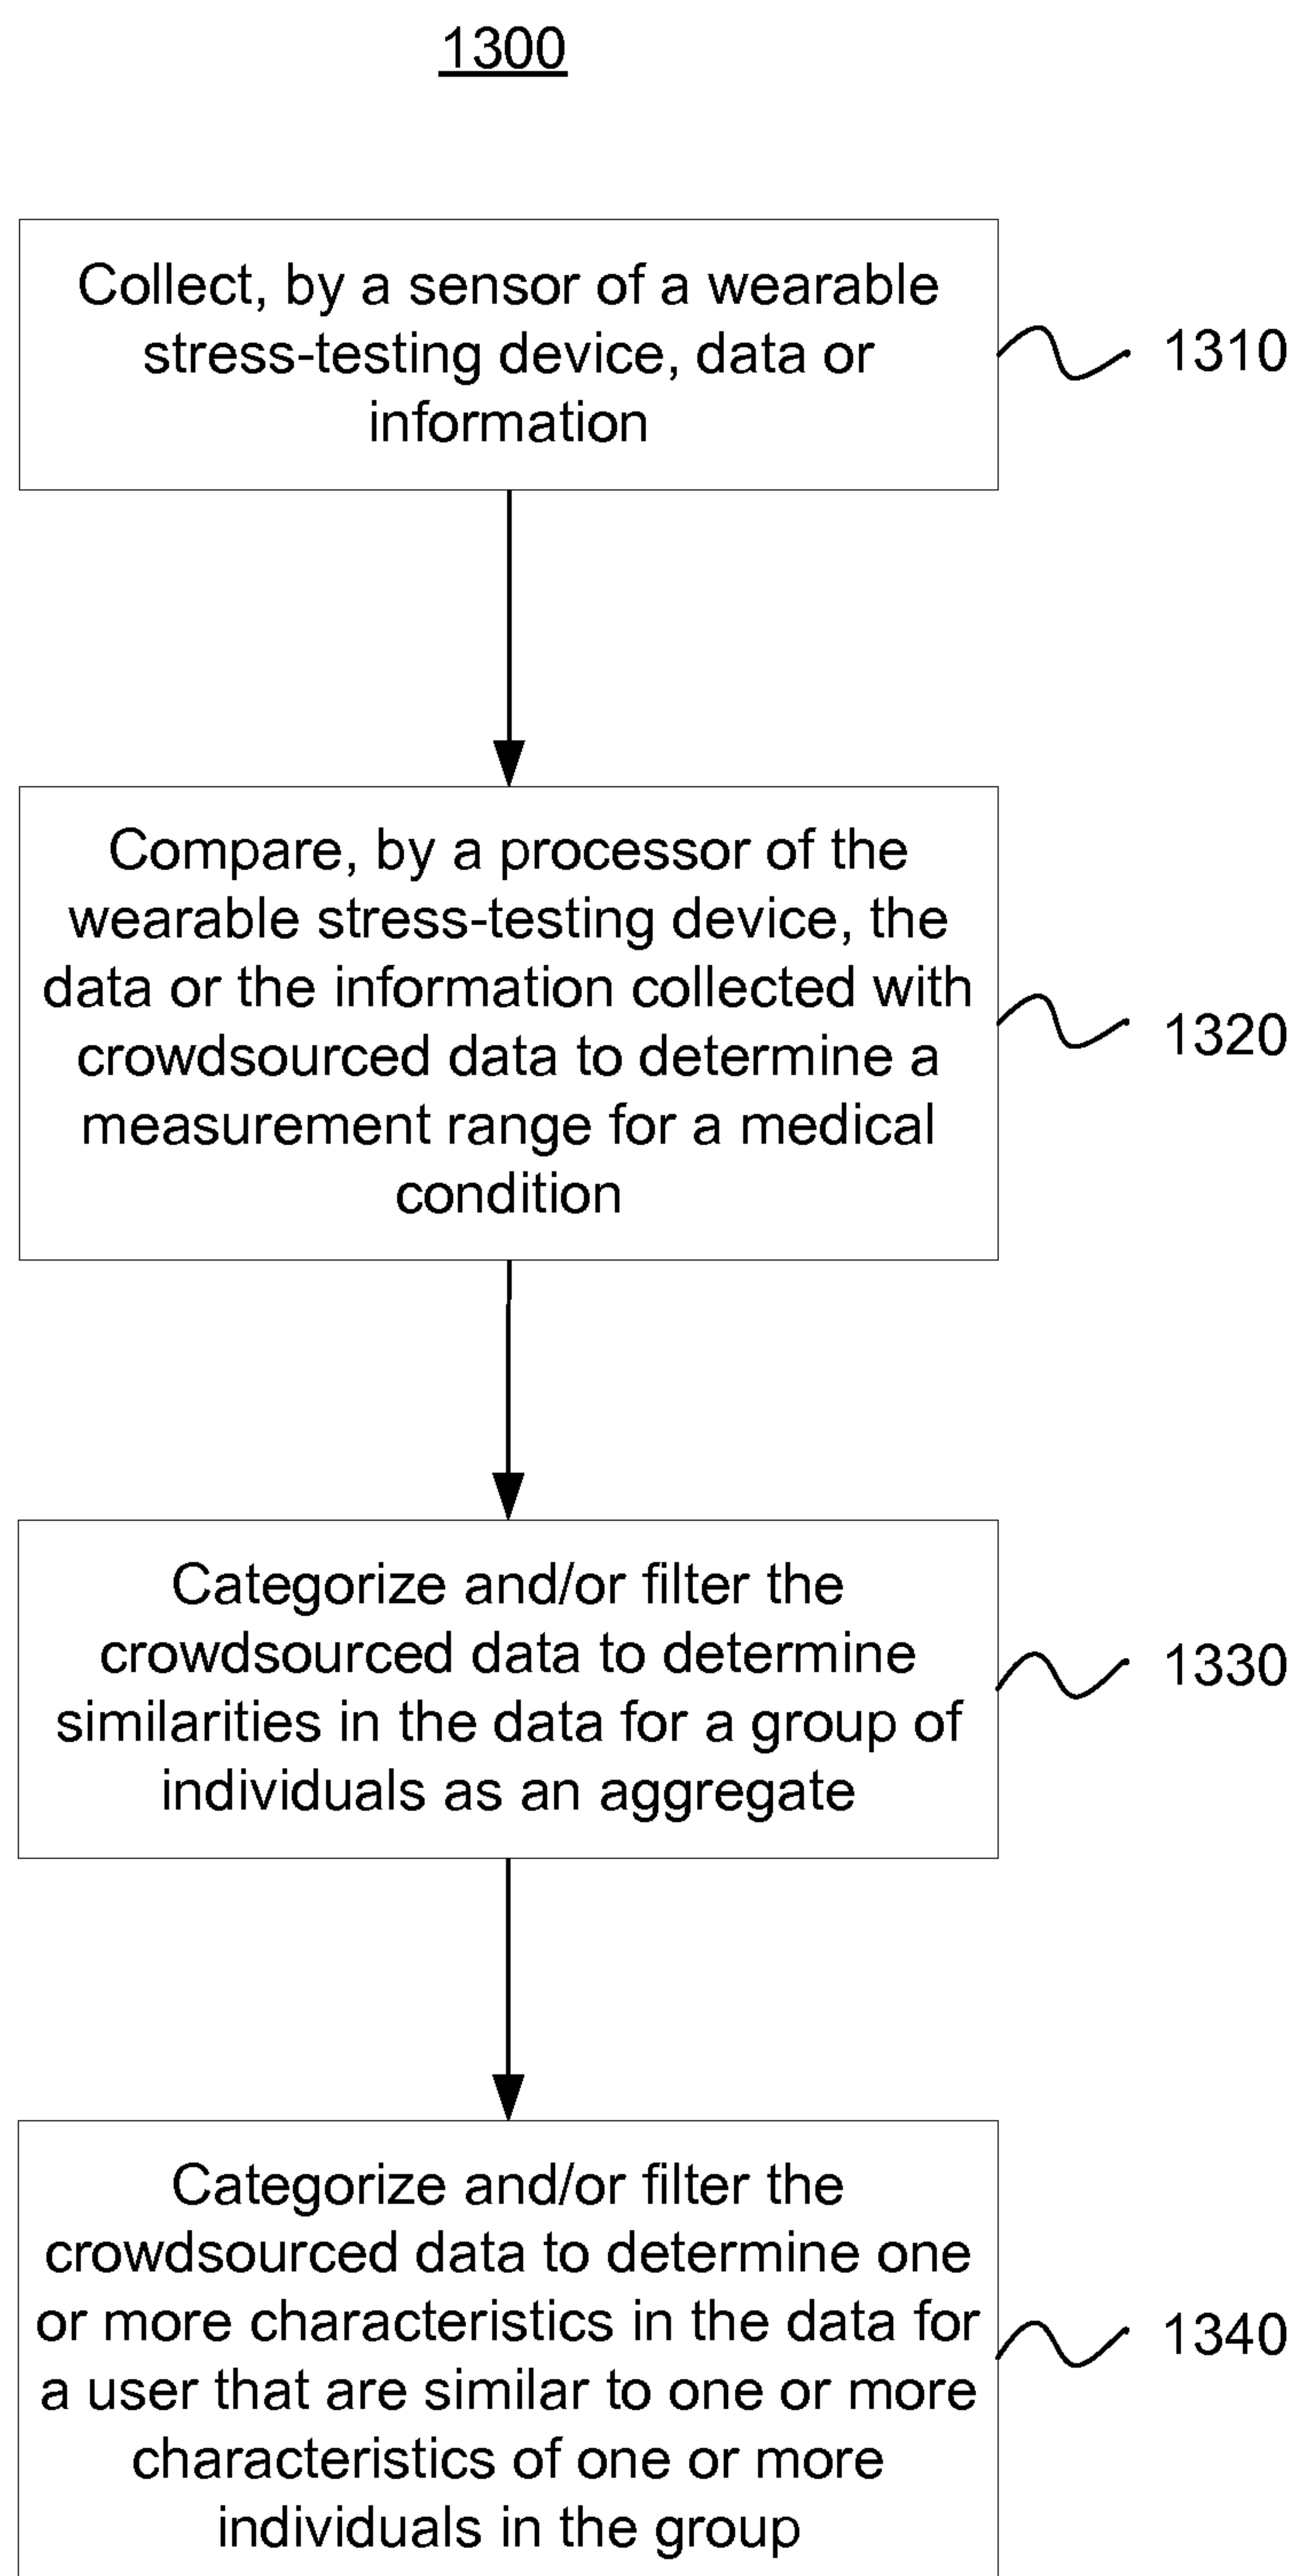 1300
Collect, by a sensor of a wearable
stress-testing device, data or
information
1310
Compare, by a processor of the
wearable stress-testing device, the
data or the information collected with
crowdsourced data to determine a
measurement range for a medical
condition
1320
Categorize and/or filter the
crowdsourced data to determine
similarities in the data for a group of
individuals as an aggregate
1330
Categorize and/or filter the
crowdsourced data to determine one
or more characteristics in the data for
a user that are similar to one or more
characteristics of one or more
individuals in the group
1340